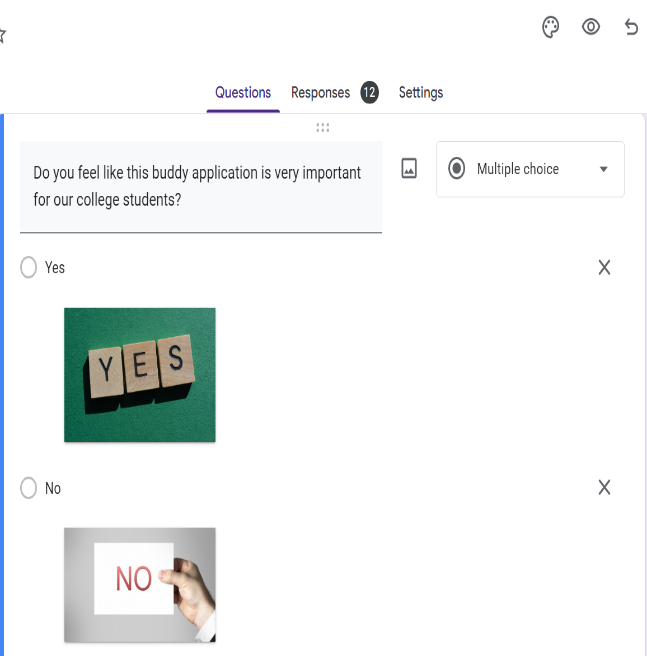 Questions Responses 12 Settings
Do you feel like this buddy application is very important
for our college students?
Multiple choice
Yes
YES
No
NO